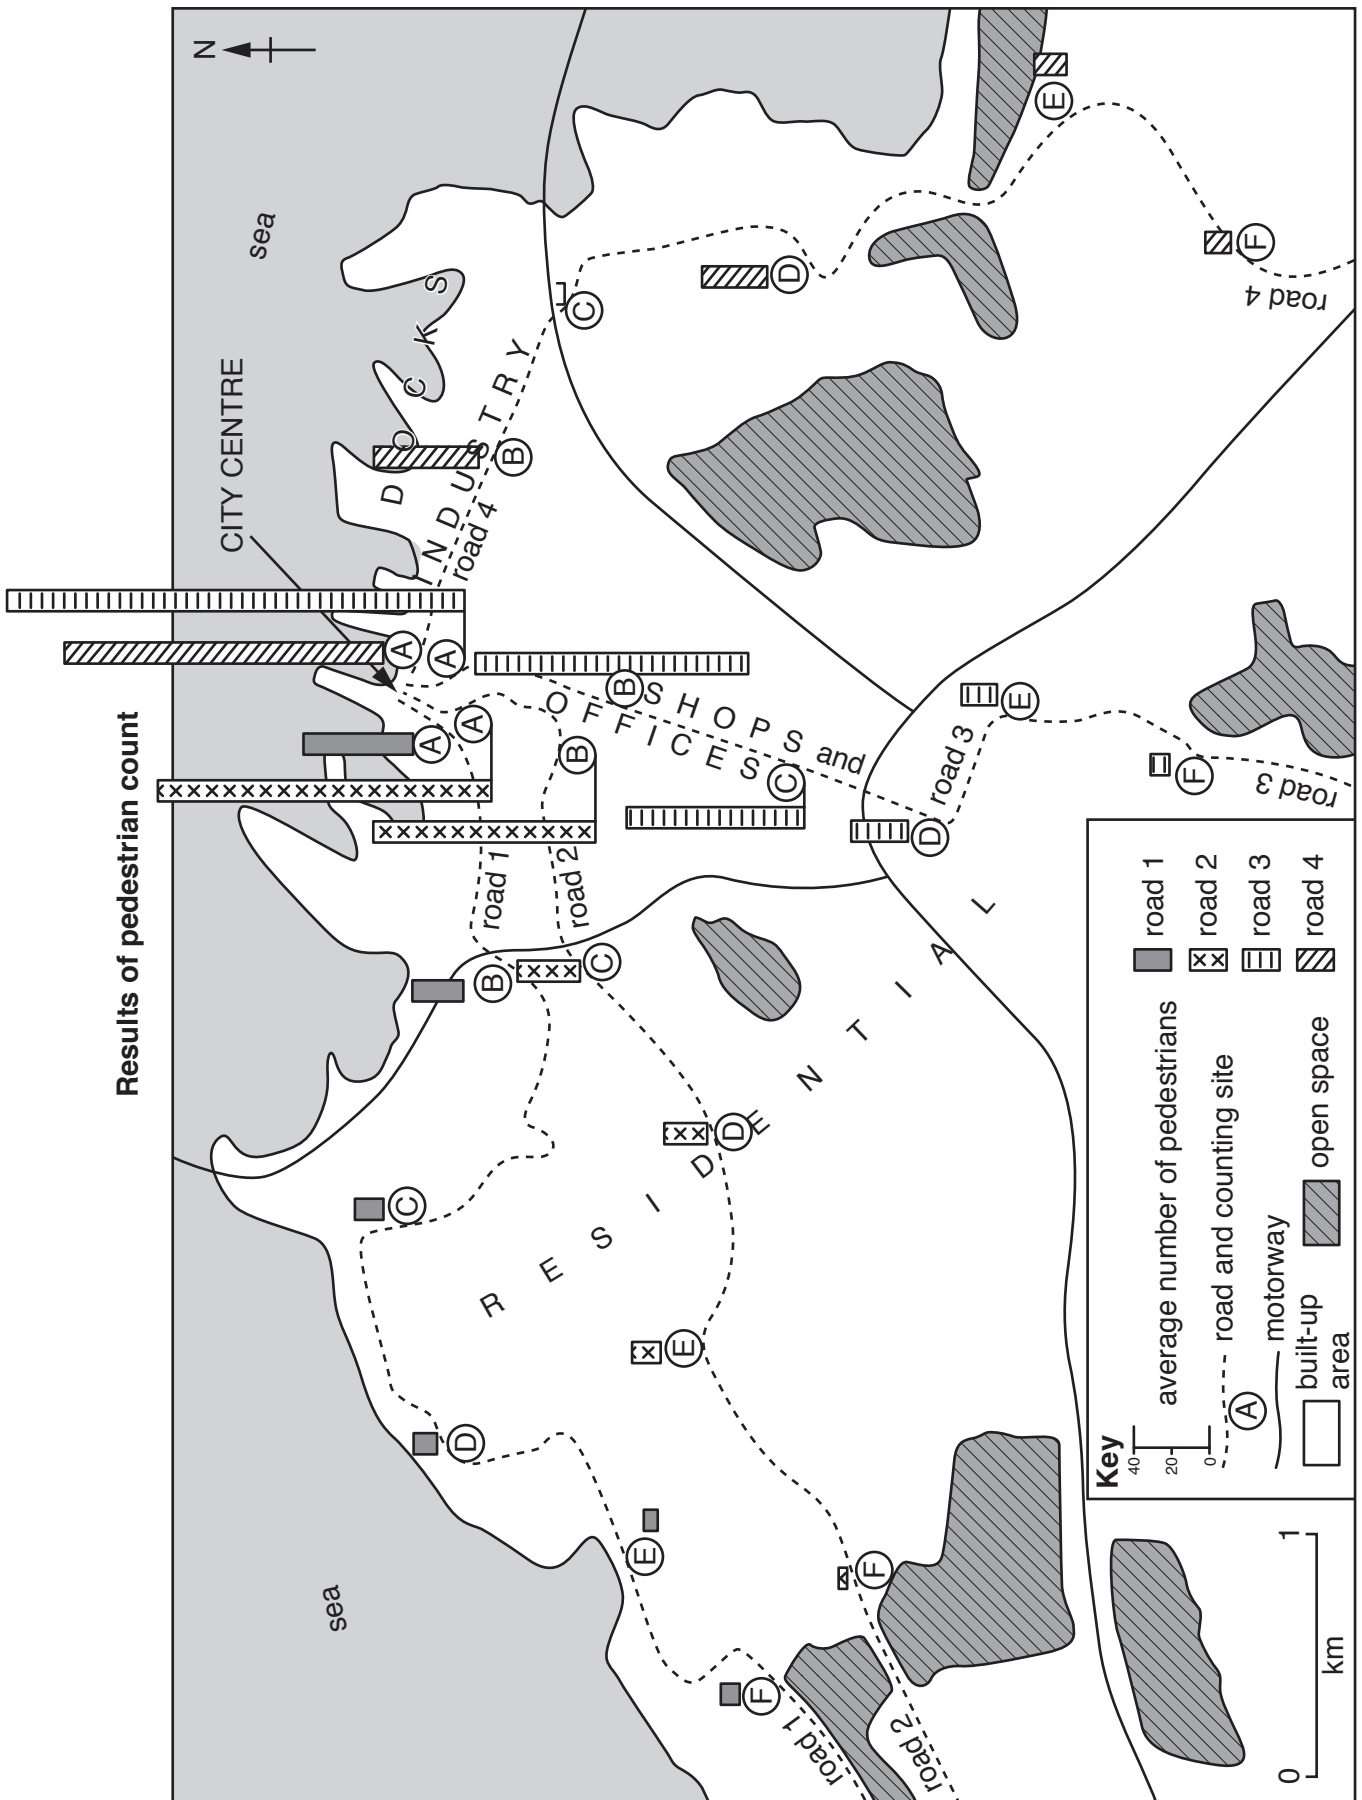 Results of pedestrian count
N
sea
CITY CENTRE
D O C K S
I N D U S T R Y
road 4
A
A
A
A
B
B
B
B
C
C
C
C
D
D
D
D
E
E
E
E
F
F
F
F
S H O P S and
O F F I C E S
road 1
road 2
road 3
R E S I D E N T I A L
sea
road 1
road 2
road 3
road 4
Key
40
20
0
average number of pedestrians
road 1
road 2
road 3
road 4
A
road and counting site
motorway
built-up
area
open space
0
1
km